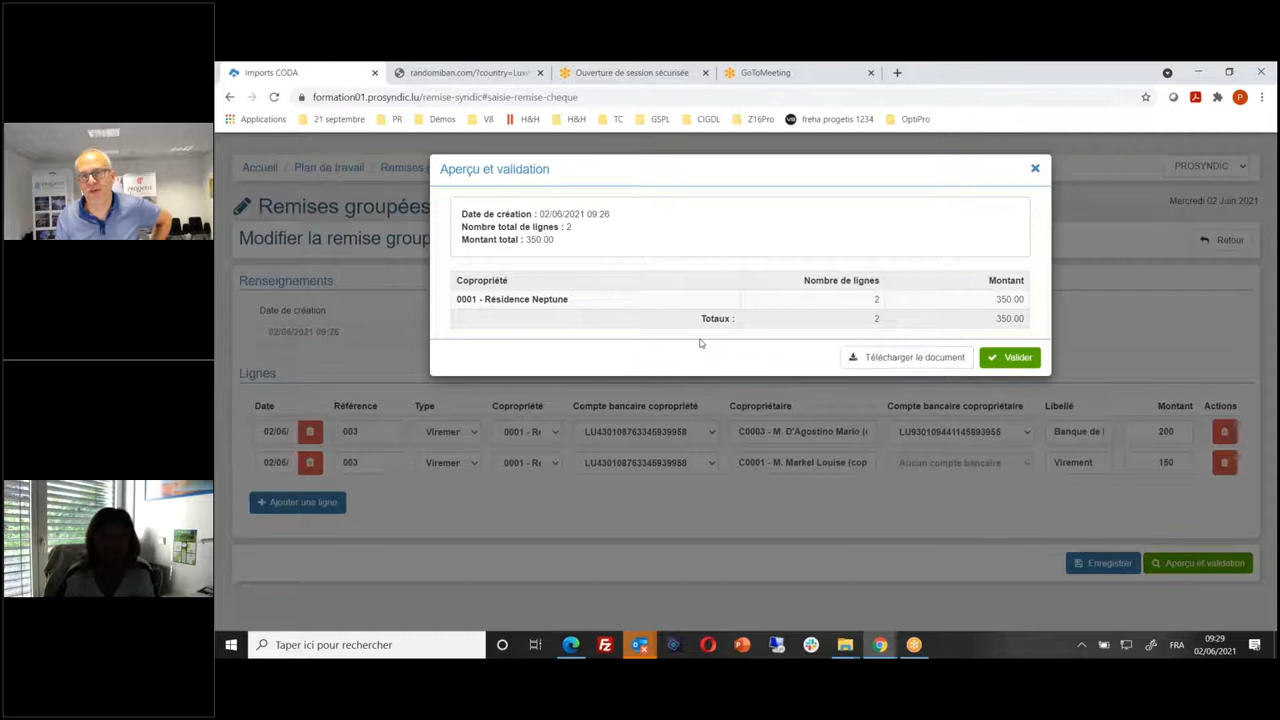 Imports CODA
randomiban.com/?country=Lux
Ouverture de session sécurisée
GoToMeeting
formation01.prosyndic.lu/remise-syndic#saisie-remise-cheque
Applications 21 septembre PR Démos V8 H&H H&H TC GSPL CIGDL Z16Pro freha progetis 1234 OptiPro
Accueil / Plan de travail / Remises g
PROSYNDIC
Remises groupées
Mercredi 02 Juin 2021
Modifier la remise group
Retour
Aperçu et validation
Date de création : 02/06/2021 09:26
Nombre total de lignes : 2
Montant total : 350.00
Copropriété Nombre de lignes Montant
0001 - Résidence Neptune 2 350.00
Totaux : 2 350.00
Télécharger le document Valider
Renseignements
Date de création
02/06/2021 09:26
Lignes
Date Référence Type Copropriété Compte bancaire copropriété Copropriétaire Compte bancaire copropriétaire Libellé Montant Actions
02/06/ 003 Viremer 0001 - Re LU430108763345939958 C0003 - M. D'Agostino Mario (c LU930109441145893955 Banque de l 200
02/06/ 003 Viremer 0001 - Re LU430108763345939958 C0001 - M. Markel Louise (cop Aucun compte bancaire Virement 150
+ Ajouter une ligne
Enregistrer Aperçu et validation
Taper ici pour rechercher
FRA
09:29
02/06/2021